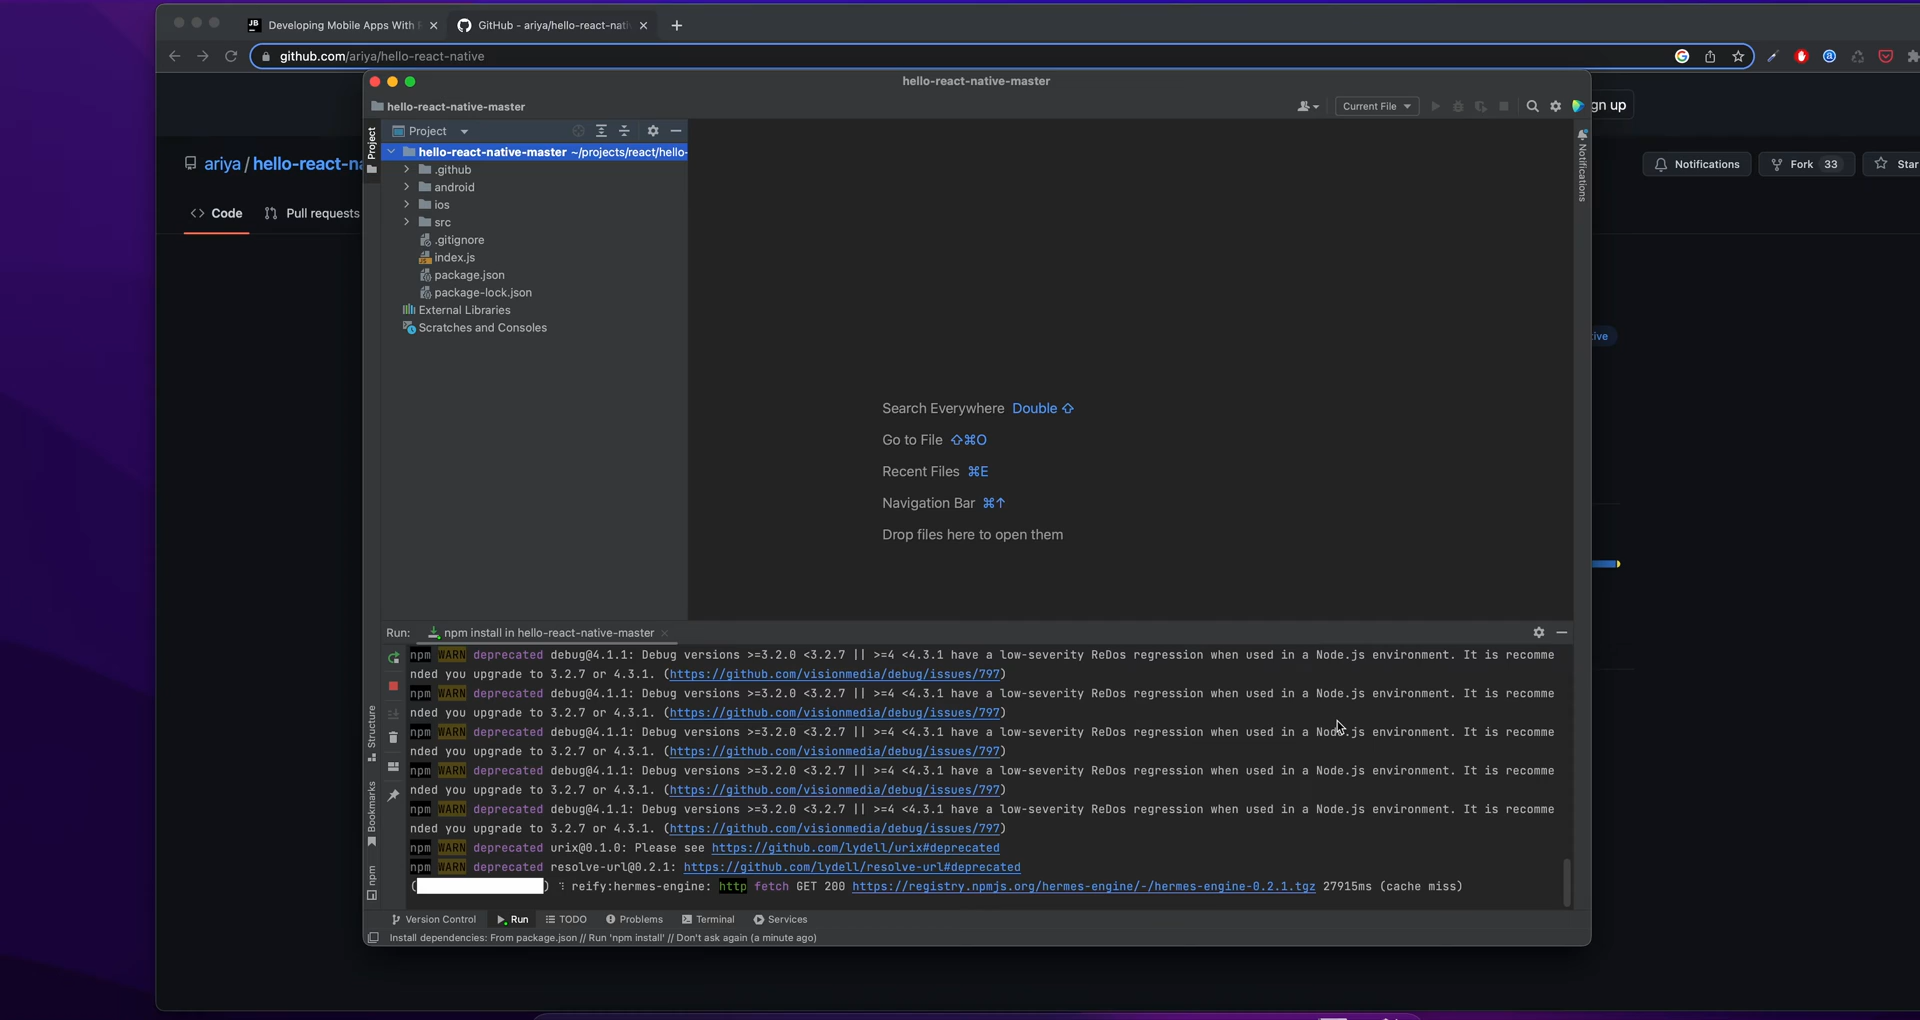 Developing Mobile Apps With
GitHub - ariya/hello-react-nati
github.com/ariya/hello-react-native
hello-react-native-master
hello-react-native-master
Current File
gn up
ariya / hello-react-na
Notifications
Fork 33
Star
Code
Pull requests
Project
Project
hello-react-native-master ~/projects/react/hello-
.github
android
ios
src
.gitignore
index.js
package.json
package-lock.json
External Libraries
Scratches and Consoles
Notifications
ive
Search Everywhere Double ⇧
Go to File ⇧⌘O
Recent Files ⌘E
Navigation Bar ⌘↑
Drop files here to open them
Run: npm install in hello-react-native-master
npm WARN deprecated debug@4.1.1: Debug versions >=3.2.0 <3.2.7 || >=4 <4.3.1 have a low-severity ReDos regression when used in a Node.js environment. It is recomme
nded you upgrade to 3.2.7 or 4.3.1. (https://github.com/visionmedia/debug/issues/797)
npm WARN deprecated debug@4.1.1: Debug versions >=3.2.0 <3.2.7 || >=4 <4.3.1 have a low-severity ReDos regression when used in a Node.js environment. It is recomme
nded you upgrade to 3.2.7 or 4.3.1. (https://github.com/visionmedia/debug/issues/797)
npm WARN deprecated debug@4.1.1: Debug versions >=3.2.0 <3.2.7 || >=4 <4.3.1 have a low-severity ReDos regression when used in a Node.js environment. It is recomme
nded you upgrade to 3.2.7 or 4.3.1. (https://github.com/visionmedia/debug/issues/797)
npm WARN deprecated debug@4.1.1: Debug versions >=3.2.0 <3.2.7 || >=4 <4.3.1 have a low-severity ReDos regression when used in a Node.js environment. It is recomme
nded you upgrade to 3.2.7 or 4.3.1. (https://github.com/visionmedia/debug/issues/797)
npm WARN deprecated debug@4.1.1: Debug versions >=3.2.0 <3.2.7 || >=4 <4.3.1 have a low-severity ReDos regression when used in a Node.js environment. It is recomme
nded you upgrade to 3.2.7 or 4.3.1. (https://github.com/visionmedia/debug/issues/797)
npm WARN deprecated urix@0.1.0: Please see https://github.com/lydell/urix#deprecated
npm WARN deprecated resolve-url@0.2.1: https://github.com/lydell/resolve-url#deprecated
( ) ⠹ reify:hermes-engine: http fetch GET 200 https://registry.npmjs.org/hermes-engine/-/hermes-engine-0.2.1.tgz 27915ms (cache miss)
Structure
Bookmarks
npm
Version Control
Run
TODO
Problems
Terminal
Services
Install dependencies: From package.json // Run 'npm install' // Don't ask again (a minute ago)